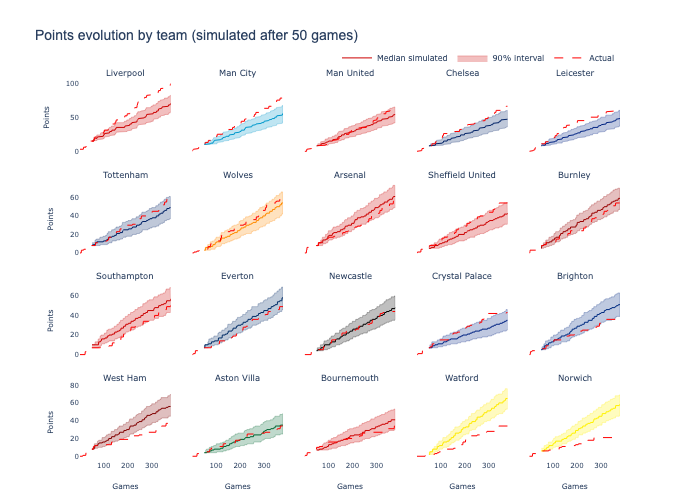 Points evolution by team (simulated after 50 games)
Median simulated 90% interval Actual
Liverpool Man City Man United Chelsea Leicester
100
50
0
Points
Tottenham Wolves Arsenal Sheffield United Burnley
60
40
20
0
Points
Southampton Everton Newcastle Crystal Palace Brighton
60
40
20
0
Points
West Ham Aston Villa Bournemouth Watford Norwich
80
60
40
20
0
Points
100 200 300 100 200 300 100 200 300 100 200 300 100 200 300
Games Games Games Games Games